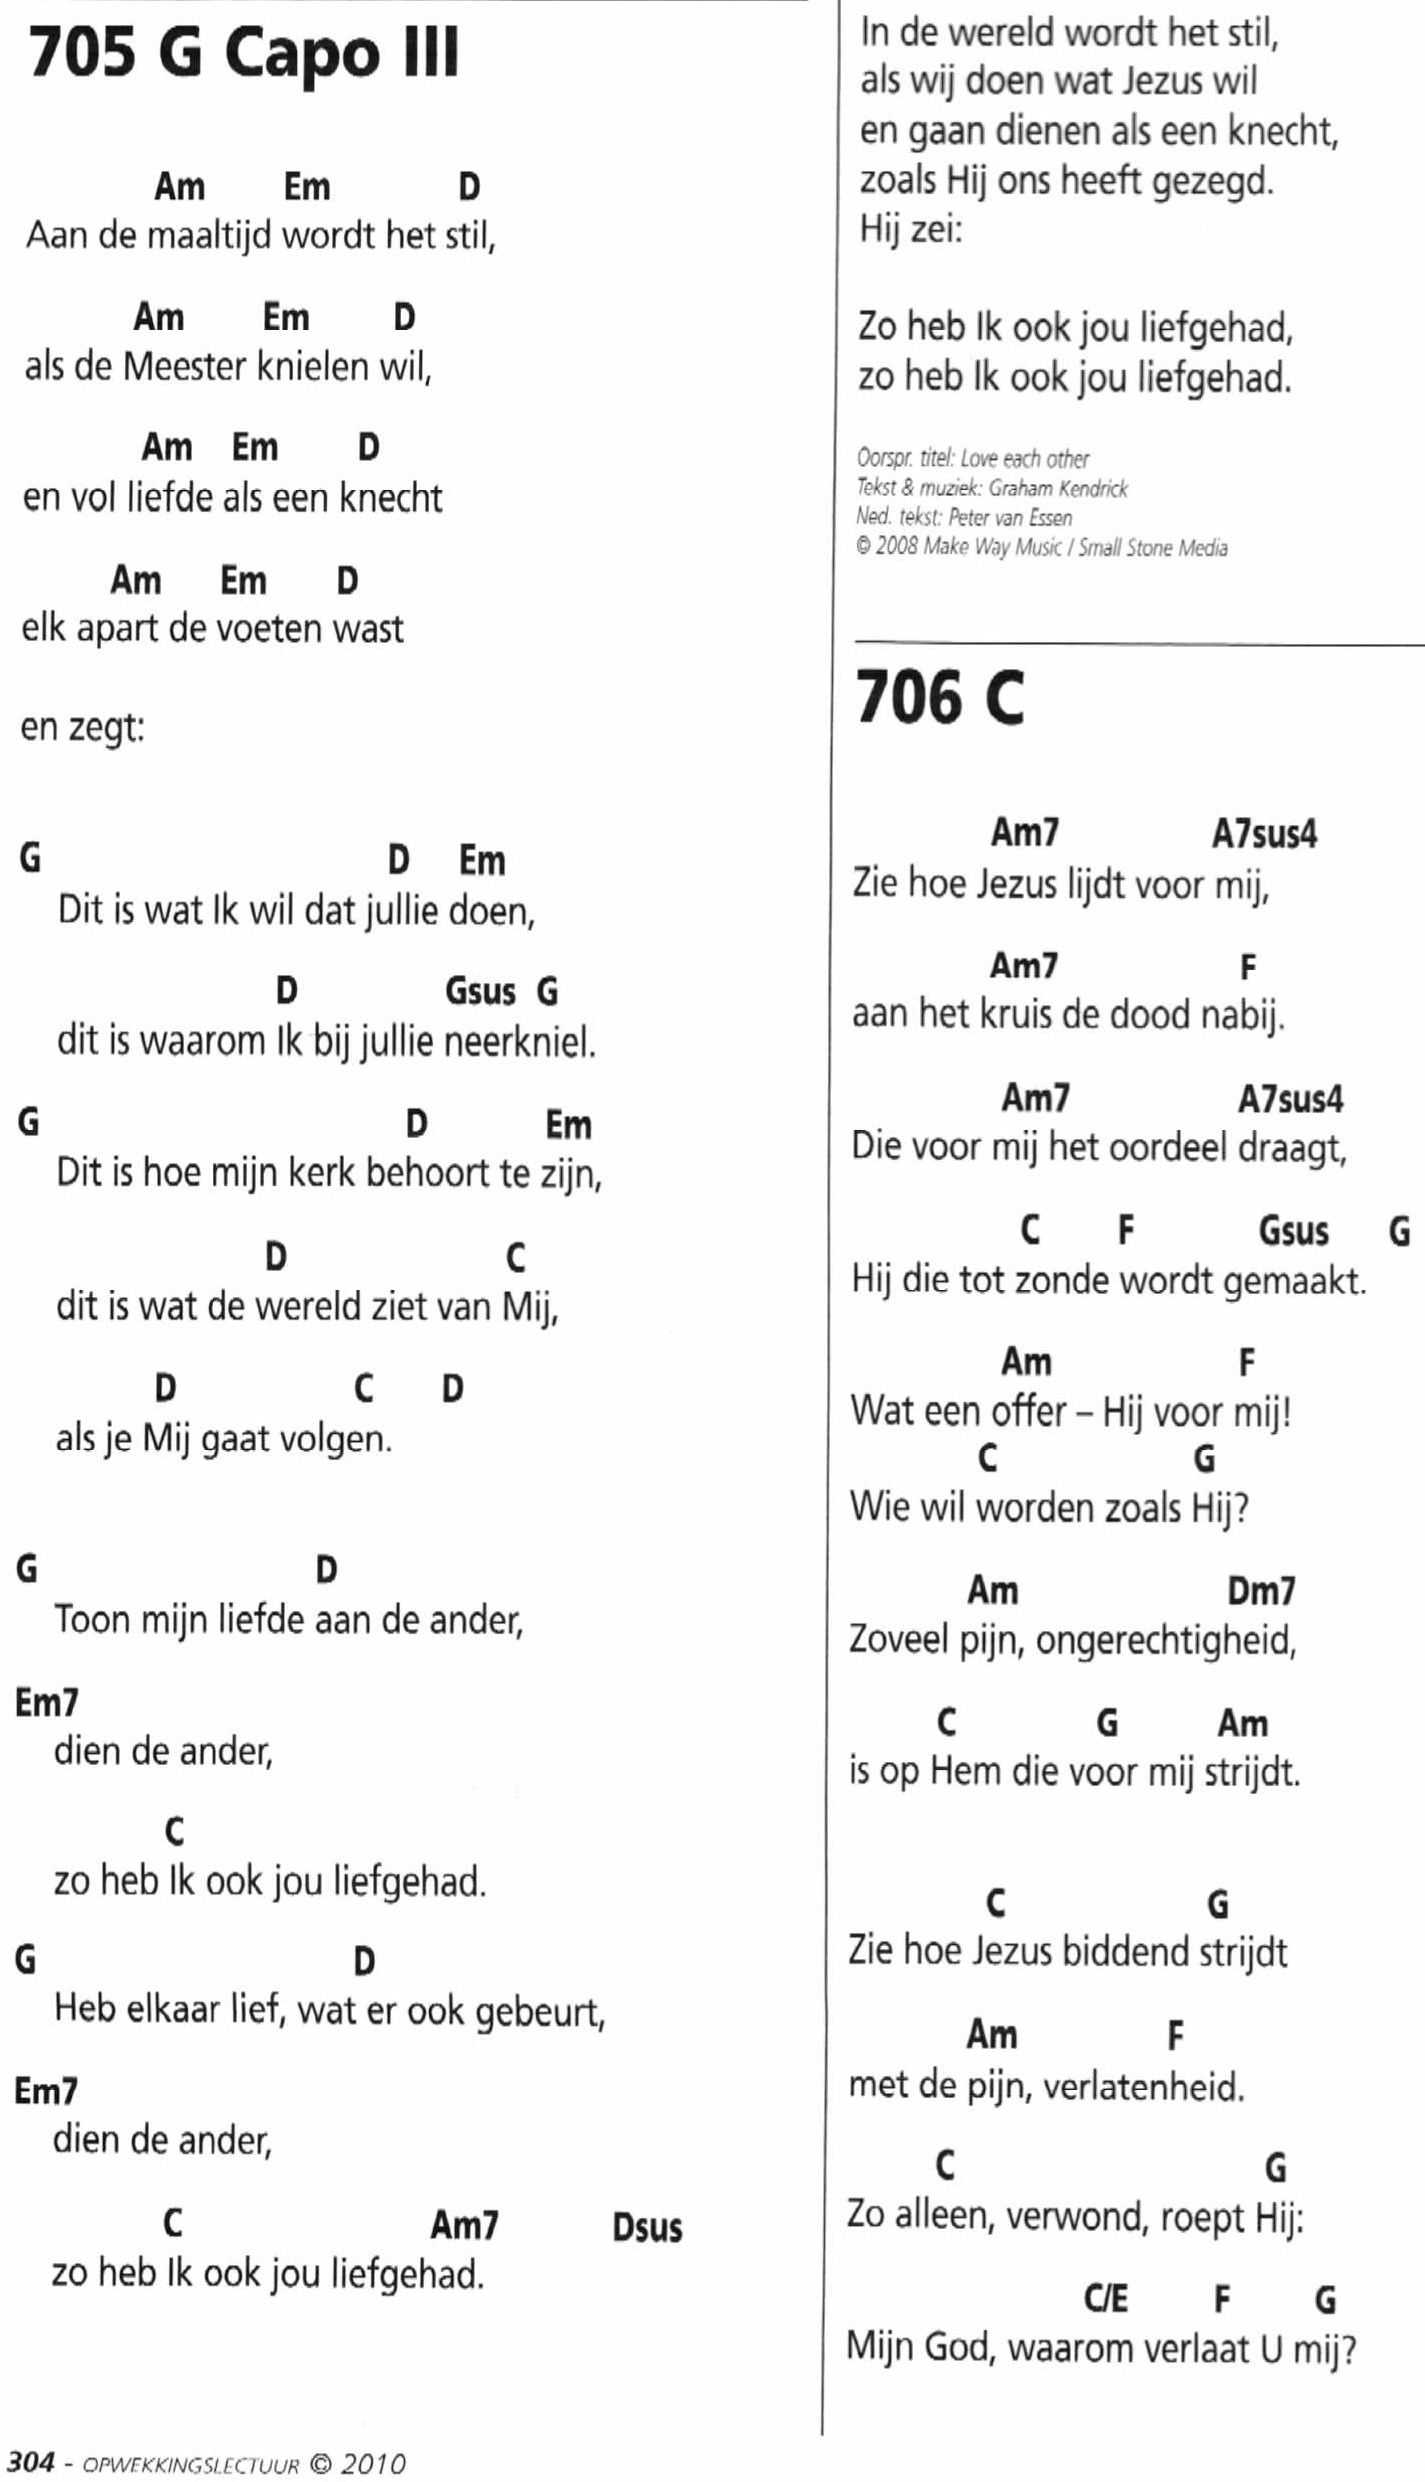 705 G Capo III
Am Em D
Aan de maaltijd wordt het stil,
Am Em D
als de Meester knielen wil,
Am Em D
en vol liefde als een knecht
Am Em D
elk apart de voeten wast
en zegt:
G D Em
Dit is wat Ik wil dat jullie doen,
D Gsus G
dit is waarom Ik bij jullie neerkniel.
G D Em
Dit is hoe mijn kerk behoort te zijn,
D C
dit is wat de wereld ziet van Mij,
D C D
als je Mij gaat volgen.
G D
Toon mijn liefde aan de ander,
Em7
dien de ander,
C
zo heb Ik ook jou liefgehad.
G D
Heb elkaar lief, wat er ook gebeurt,
Em7
dien de ander,
C Am7 Dsus
zo heb Ik ook jou liefgehad.
In de wereld wordt het stil,
als wij doen wat Jezus wil
en gaan dienen als een knecht,
zoals Hij ons heeft gezegd.
Hij zei:
Zo heb Ik ook jou liefgehad,
zo heb Ik ook jou liefgehad.
Oorspr. titel: Love each other
Tekst & muziek: Graham Kendrick
Ned. tekst: Peter van Essen
© 2008 Make Way Music / Small Stone Media
706 C
Am7 A7sus4
Zie hoe Jezus lijdt voor mij,
Am7 F
aan het kruis de dood nabij.
Am7 A7sus4
Die voor mij het oordeel draagt,
C F Gsus G
Hij die tot zonde wordt gemaakt.
Am F
Wat een offer – Hij voor mij!
C G
Wie wil worden zoals Hij?
Am Dm7
Zoveel pijn, ongerechtigheid,
C G Am
is op Hem die voor mij strijdt.
C G
Zie hoe Jezus biddend strijdt
Am F
met de pijn, verlatenheid.
C G
Zo alleen, verwond, roept Hij:
C/E F G
Mijn God, waarom verlaat U mij?
304 - OPWEKKINGSLECTUUR © 2010